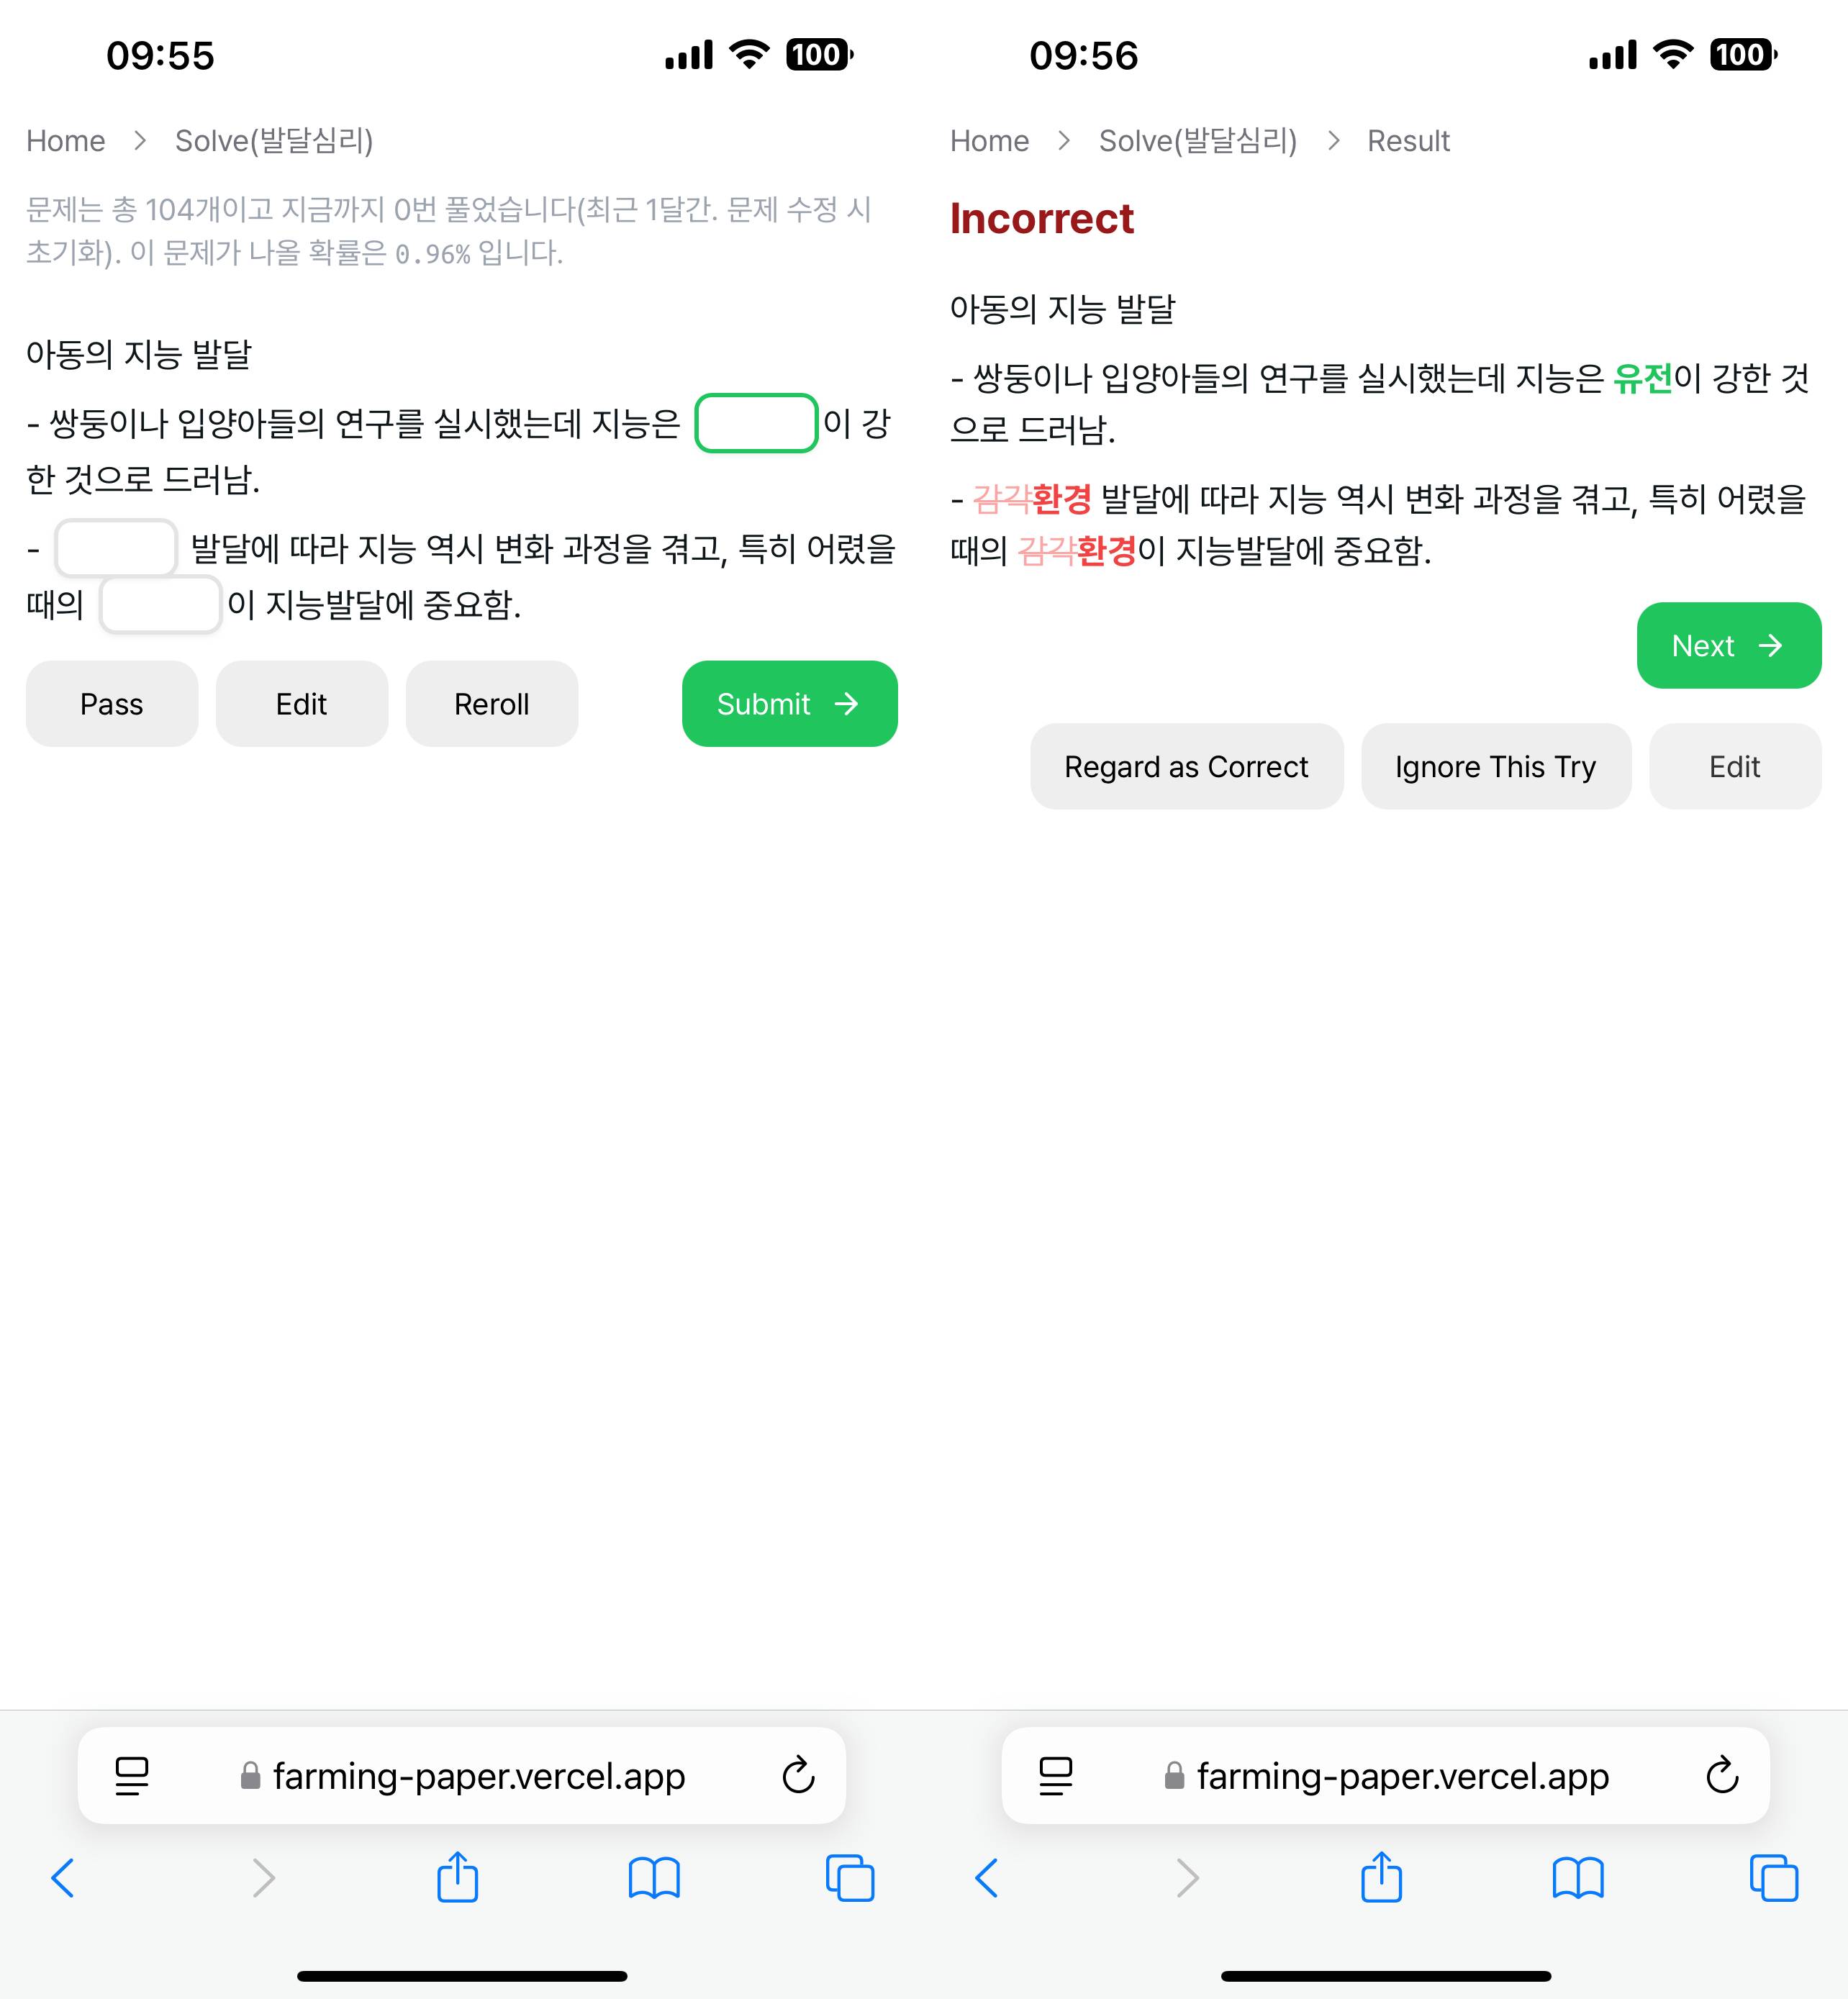 09:55
100
Home > Solve(발달심리)
문제는 총 104개이고 지금까지 0번 풀었습니다(최근 1달간. 문제 수정 시
초기화). 이 문제가 나올 확률은 0.96% 입니다.
아동의 지능 발달
- 쌍둥이나 입양아들의 연구를 실시했는데 지능은 이 강
한 것으로 드러남.
- 발달에 따라 지능 역시 변화 과정을 겪고, 특히 어렸을
때의 이 지능발달에 중요함.
Pass
Edit
Reroll
Submit →
farming-paper.vercel.app
09:56
100
Home > Solve(발달심리) > Result
Incorrect
아동의 지능 발달
- 쌍둥이나 입양아들의 연구를 실시했는데 지능은 유전이 강한 것
으로 드러남.
- 감각환경 발달에 따라 지능 역시 변화 과정을 겪고, 특히 어렸을
때의 감각환경이 지능발달에 중요함.
Next →
Regard as Correct
Ignore This Try
Edit
farming-paper.vercel.app